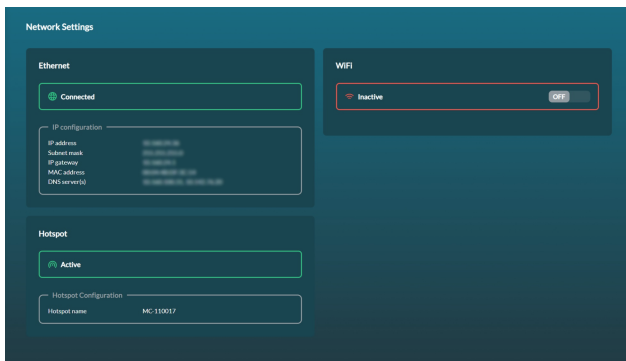 Network Settings
Ethernet
Connected
IP configuration
IP address
Subnet mask
IP gateway
MAC address
DNS server(s)
Hotspot
Active
Hotspot Configuration
Hotspot name MC-110017
WiFi
Inactive OFF